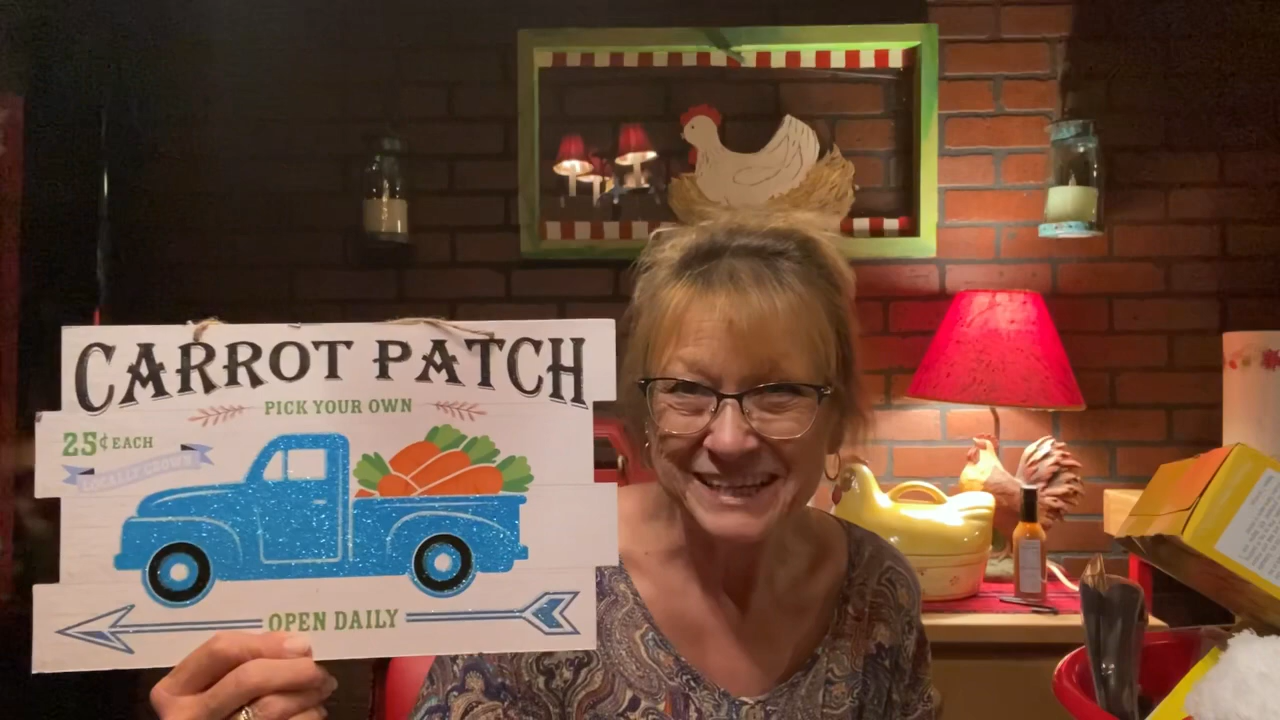 CARROT PATCH
PICK YOUR OWN
25¢ EACH
LOCALLY GROWN
OPEN DAILY